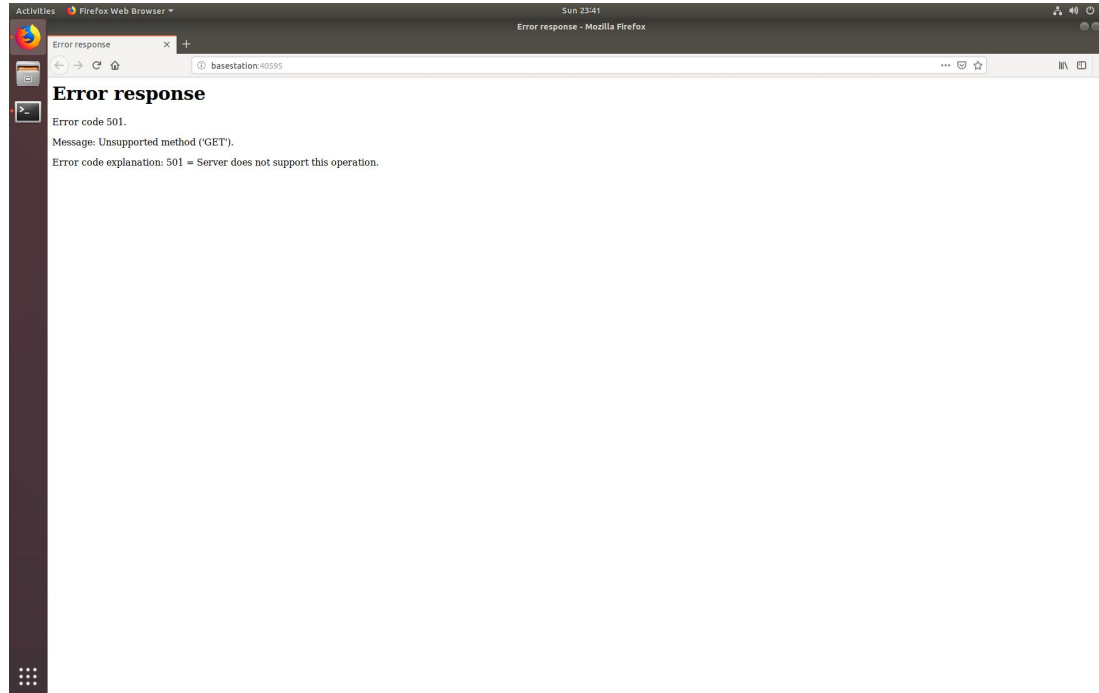 Activities Firefox Web Browser Sun 23:41
Error response - Mozilla Firefox
Error response
basestation:40595
Error response
Error code 501.
Message: Unsupported method ('GET').
Error code explanation: 501 = Server does not support this operation.